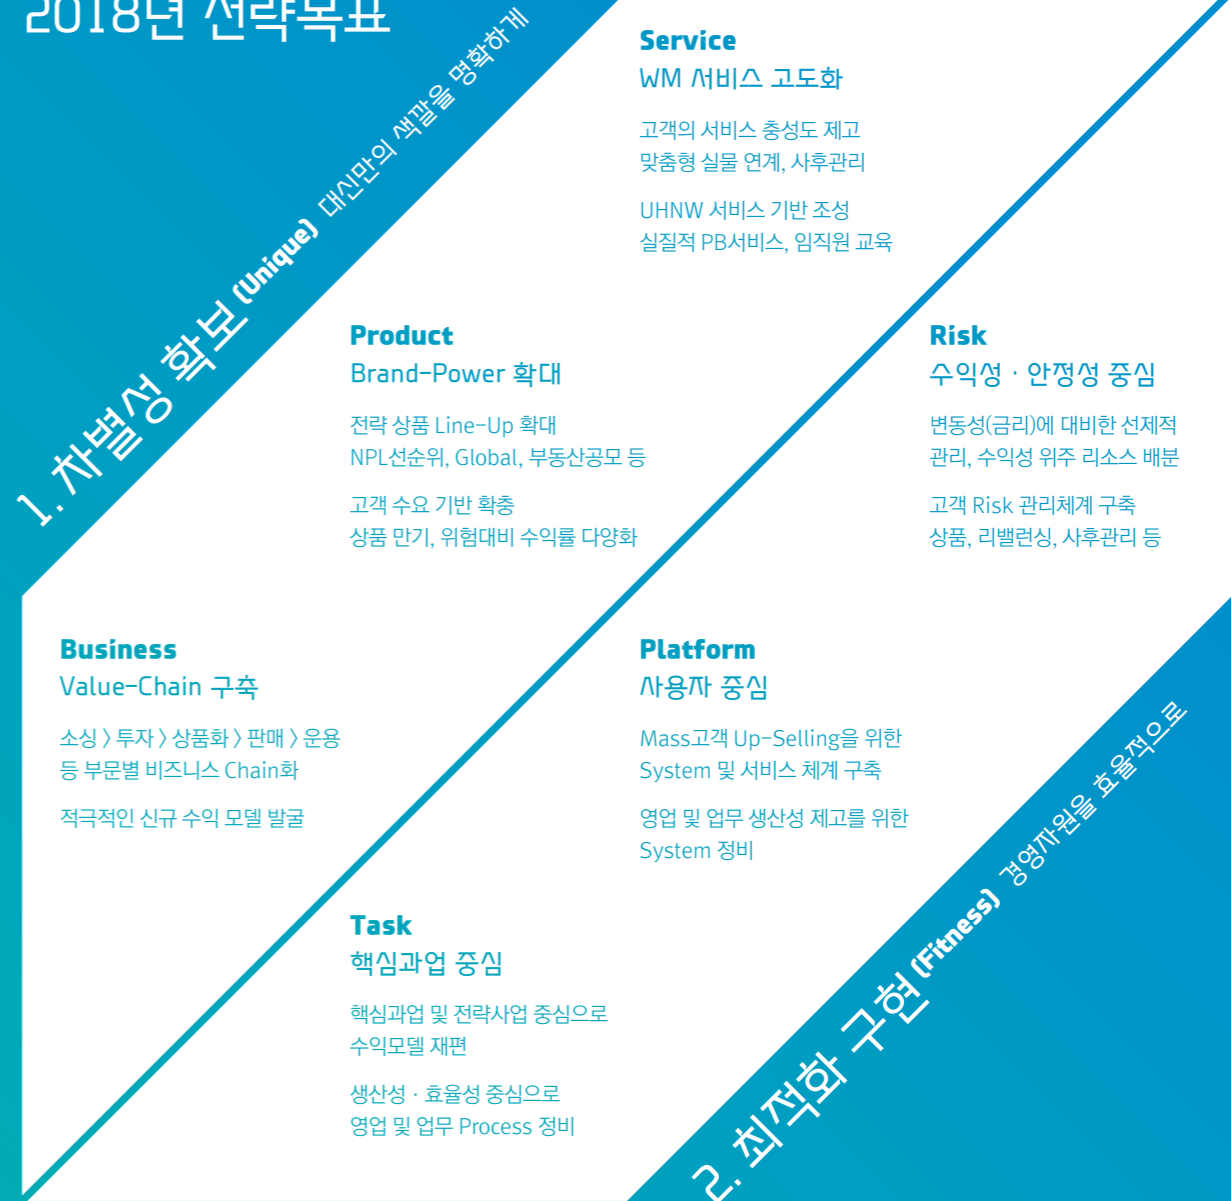 2018년 전략목표
1. 차별성 확보 (Unique) 대신만의 색깔을 명확하게
Service
WM 서비스 고도화
고객의 서비스 충성도 제고
맞춤형 실물 연계, 사후관리
UHNW 서비스 기반 조성
실질적 PB서비스, 임직원 교육
Product
Brand-Power 확대
전략 상품 Line-Up 확대
NPL선순위, Global, 부동산공모 등
고객 수요 기반 확충
상품 만기, 위험대비 수익률 다양화
Business
Value-Chain 구축
소싱 > 투자 > 상품화 > 판매 > 운용
등 부문별 비즈니스 Chain화
적극적인 신규 수익 모델 발굴
Risk
수익성 · 안정성 중심
변동성(금리)에 대비한 선제적
관리, 수익성 위주 리소스 배분
고객 Risk 관리체계 구축
상품, 리밸런싱, 사후관리 등
Platform
사용자 중심
Mass고객 Up-Selling을 위한
System 및 서비스 체계 구축
영업 및 업무 생산성 제고를 위한
System 정비
Task
핵심과업 중심
핵심과업 및 전략사업 중심으로
수익모델 재편
생산성 · 효율성 중심으로
영업 및 업무 Process 정비
2. 최적화 구현 (Fitness) 경영자원을 효율적으로